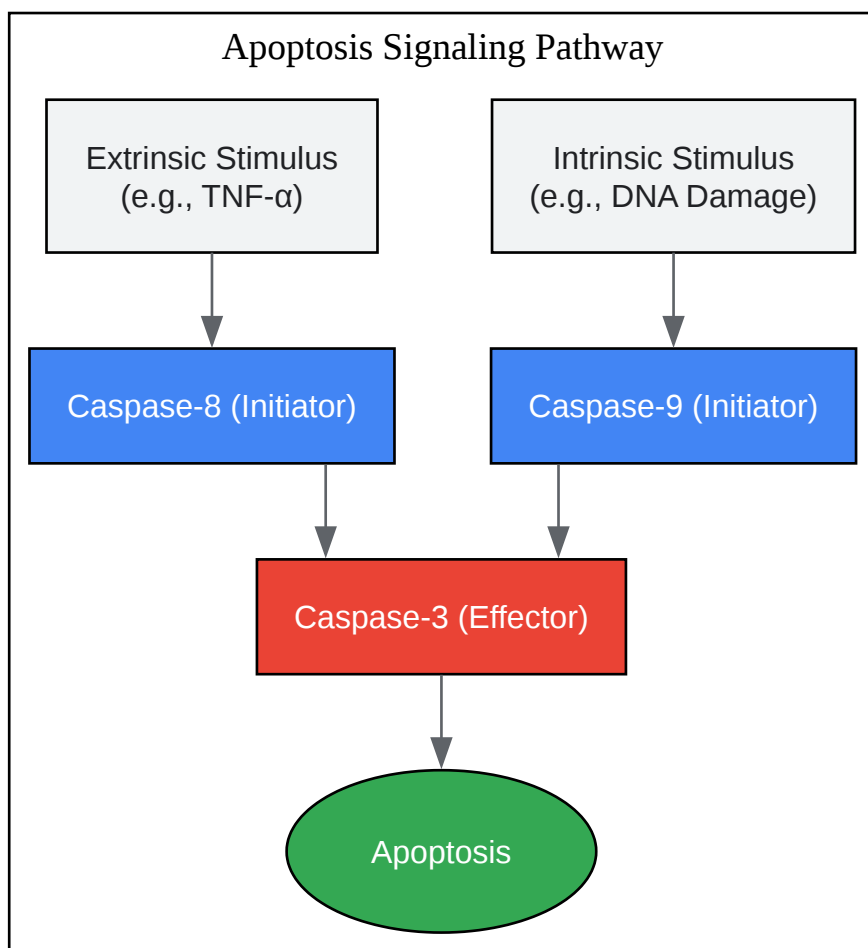 Apoptosis Signaling Pathway
Extrinsic Stimulus
(e.g., TNF-α)
Intrinsic Stimulus
(e.g., DNA Damage)
Caspase-8 (Initiator)
Caspase-9 (Initiator)
Caspase-3 (Effector)
Apoptosis